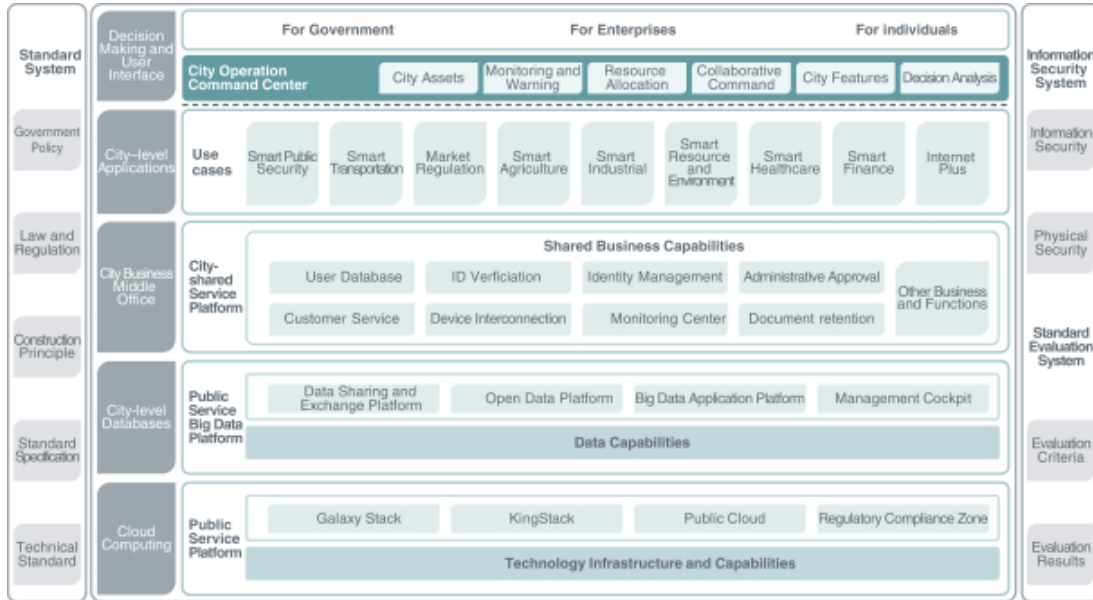 Standard
System
Government
Policy
Law and
Regulation
Construction
Principle
Standard
Specification
Technical
Standard
Decision
Making and
User
Interface
For Government
For Enterprises
For individuals
City Operation
Command Center
City Assets
Monitoring and
Warning
Resource
Allocation
Collaborative
Command
City Features
Decision Analysis
City-level
Applications
Use
cases
Smart Public
Security
Smart
Transportation
Market
Regulation
Smart
Agriculture
Smart
Industrial
Smart
Resource
and
Environment
Smart
Healthcare
Smart
Finance
Internet
Plus
City Business
Middle
Office
City-
shared
Service
Platform
Shared Business Capabilities
User Database
ID Verficiation
Identity Management
Administrative Approval
Other Business
and Functions
Customer Service
Device Interconnection
Monitoring Center
Document retention
City-level
Databases
Public
Service
Big Data
Platform
Data Sharing and
Exchange Platform
Open Data Platform
Big Data Application Platform
Management Cockpit
Data Capabilities
Cloud
Computing
Public
Service
Platform
Galaxy Stack
KingStack
Public Cloud
Regulatory Compliance Zone
Technology Infrastructure and Capabilities
Information
Security
System
Information
Security
Physical
Security
Standard
Evaluation
System
Evaluation
Criteria
Evaluation
Results